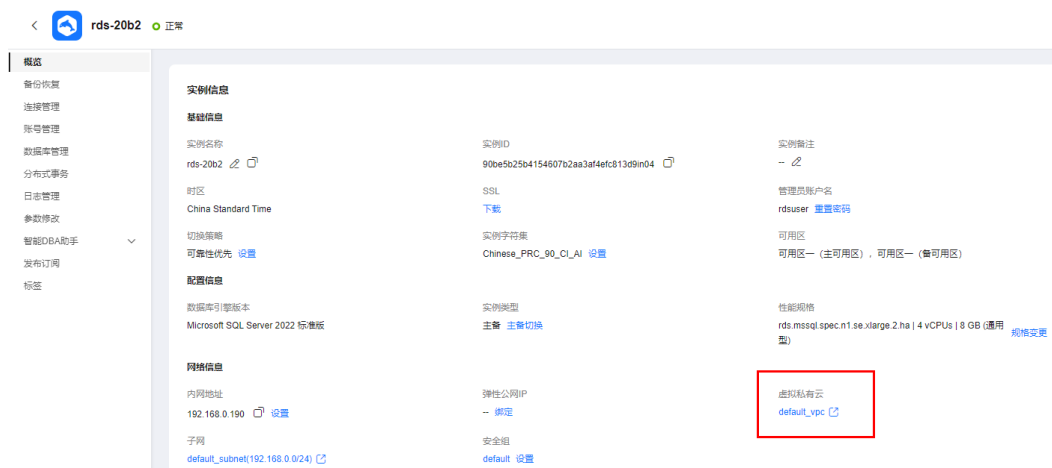 rds-20b2 正常
概览
备份恢复
连接管理
账号管理
数据库管理
分布式事务
日志管理
参数修改
智能DBA助手
发布订阅
标签
实例信息
基础信息
实例名称 实例ID 实例备注
rds-20b2 90be5b25b4154607b2aa3af4efc813d9in04 --
时区 SSL 管理员账户名
China Standard Time 下载 rdsuser 重置密码
切换策略 实例字符集 可用区
可靠性优先 设置 Chinese_PRC_90_CI_AI 设置 可用区一（主可用区），可用区一（备可用区）
配置信息
数据库引擎版本 实例类型 性能规格
Microsoft SQL Server 2022 标准版 主备 主备切换 rds.mssql.spec.n1.se.xlarge.2.ha | 4 vCPUs | 8 GB (通用
型) 规格变更
网络信息
内网地址 弹性公网IP 虚拟私有云
192.168.0.190 设置 -- 绑定 default_vpc
子网 安全组
default_subnet(192.168.0.0/24) default 设置